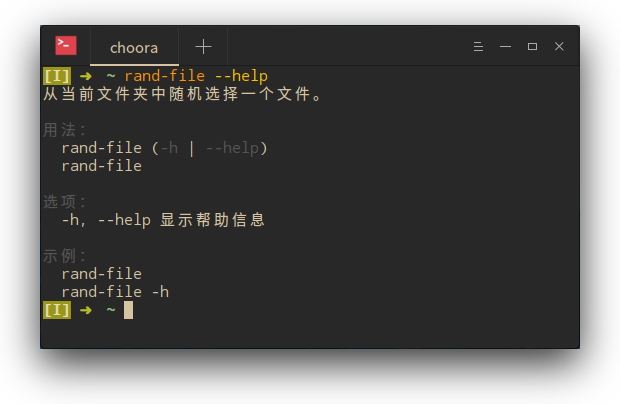 choora
[I] ➜ ~ rand-file --help
从当前文件夹中随机选择一个文件。
用法：
rand-file (-h | --help)
rand-file
选项：
-h, --help 显示帮助信息
示例：
rand-file
rand-file -h
[I] ➜ ~